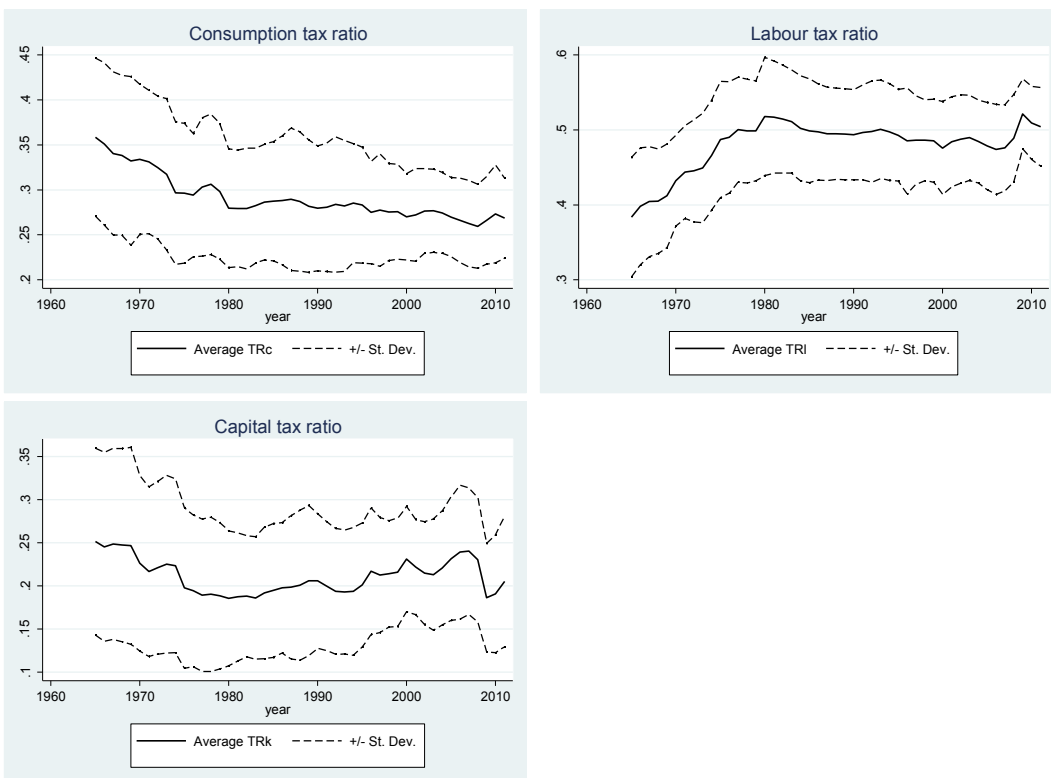 Consumption tax ratio
.45
.4
.35
.3
.25
.2
1960 1970 1980 1990 2000 2010
year
Average TRc +/- St. Dev.
Labour tax ratio
.6
.5
.4
.3
1960 1970 1980 1990 2000 2010
year
Average TRl +/- St. Dev.
Capital tax ratio
.35
.3
.25
.2
.15
.1
1960 1970 1980 1990 2000 2010
year
Average TRk +/- St. Dev.